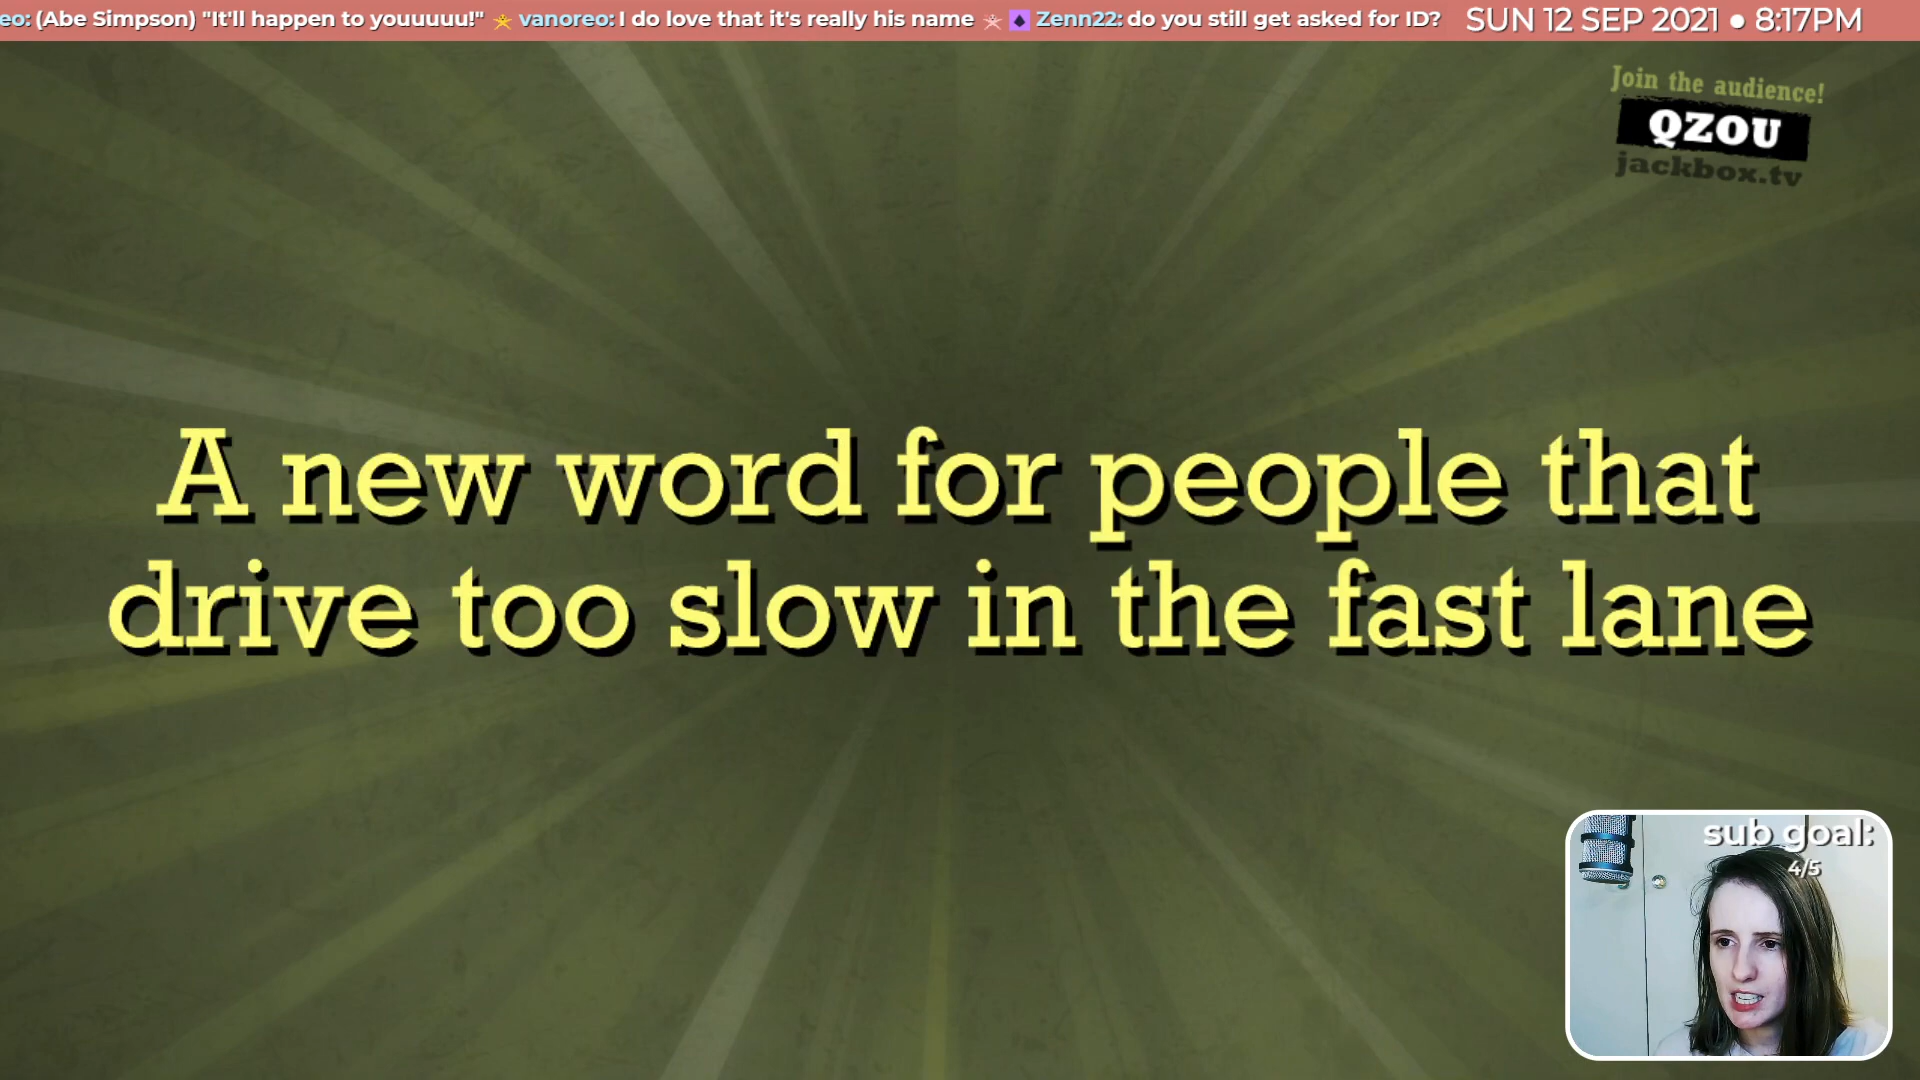 eo: (Abe Simpson) "It'll happen to youuuuu!" vanoreo: I do love that it's really his name Zenn22: do you still get asked for ID? SUN 12 SEP 2021 ● 8:17PM
Join the audience!
QZOU
jackbox.tv
A new word for people that
drive too slow in the fast lane
sub goal:
4/5